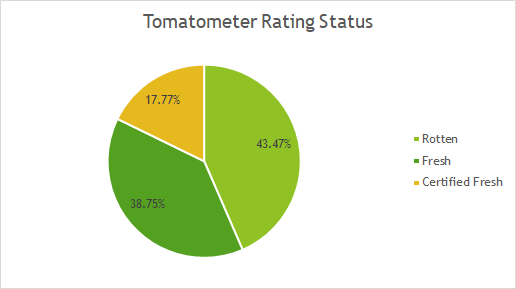 Tomatometer Rating Status
17.77%
43.47%
38.75%
Rotten
Fresh
Certified Fresh